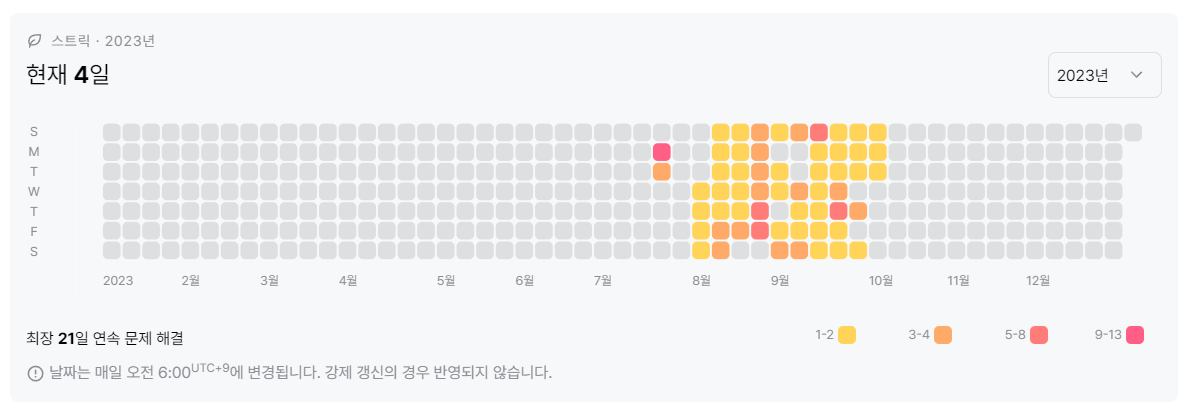 스트릭 · 2023년
현재 4일
2023년
S
M
T
W
T
F
S
2023 2월 3월 4월 5월 6월 7월 8월 9월 10월 11월 12월
최장 21일 연속 문제 해결
1-2 3-4 5-8 9-13
날짜는 매일 오전 6:00UTC+9에 변경됩니다. 강제 갱신의 경우 반영되지 않습니다.